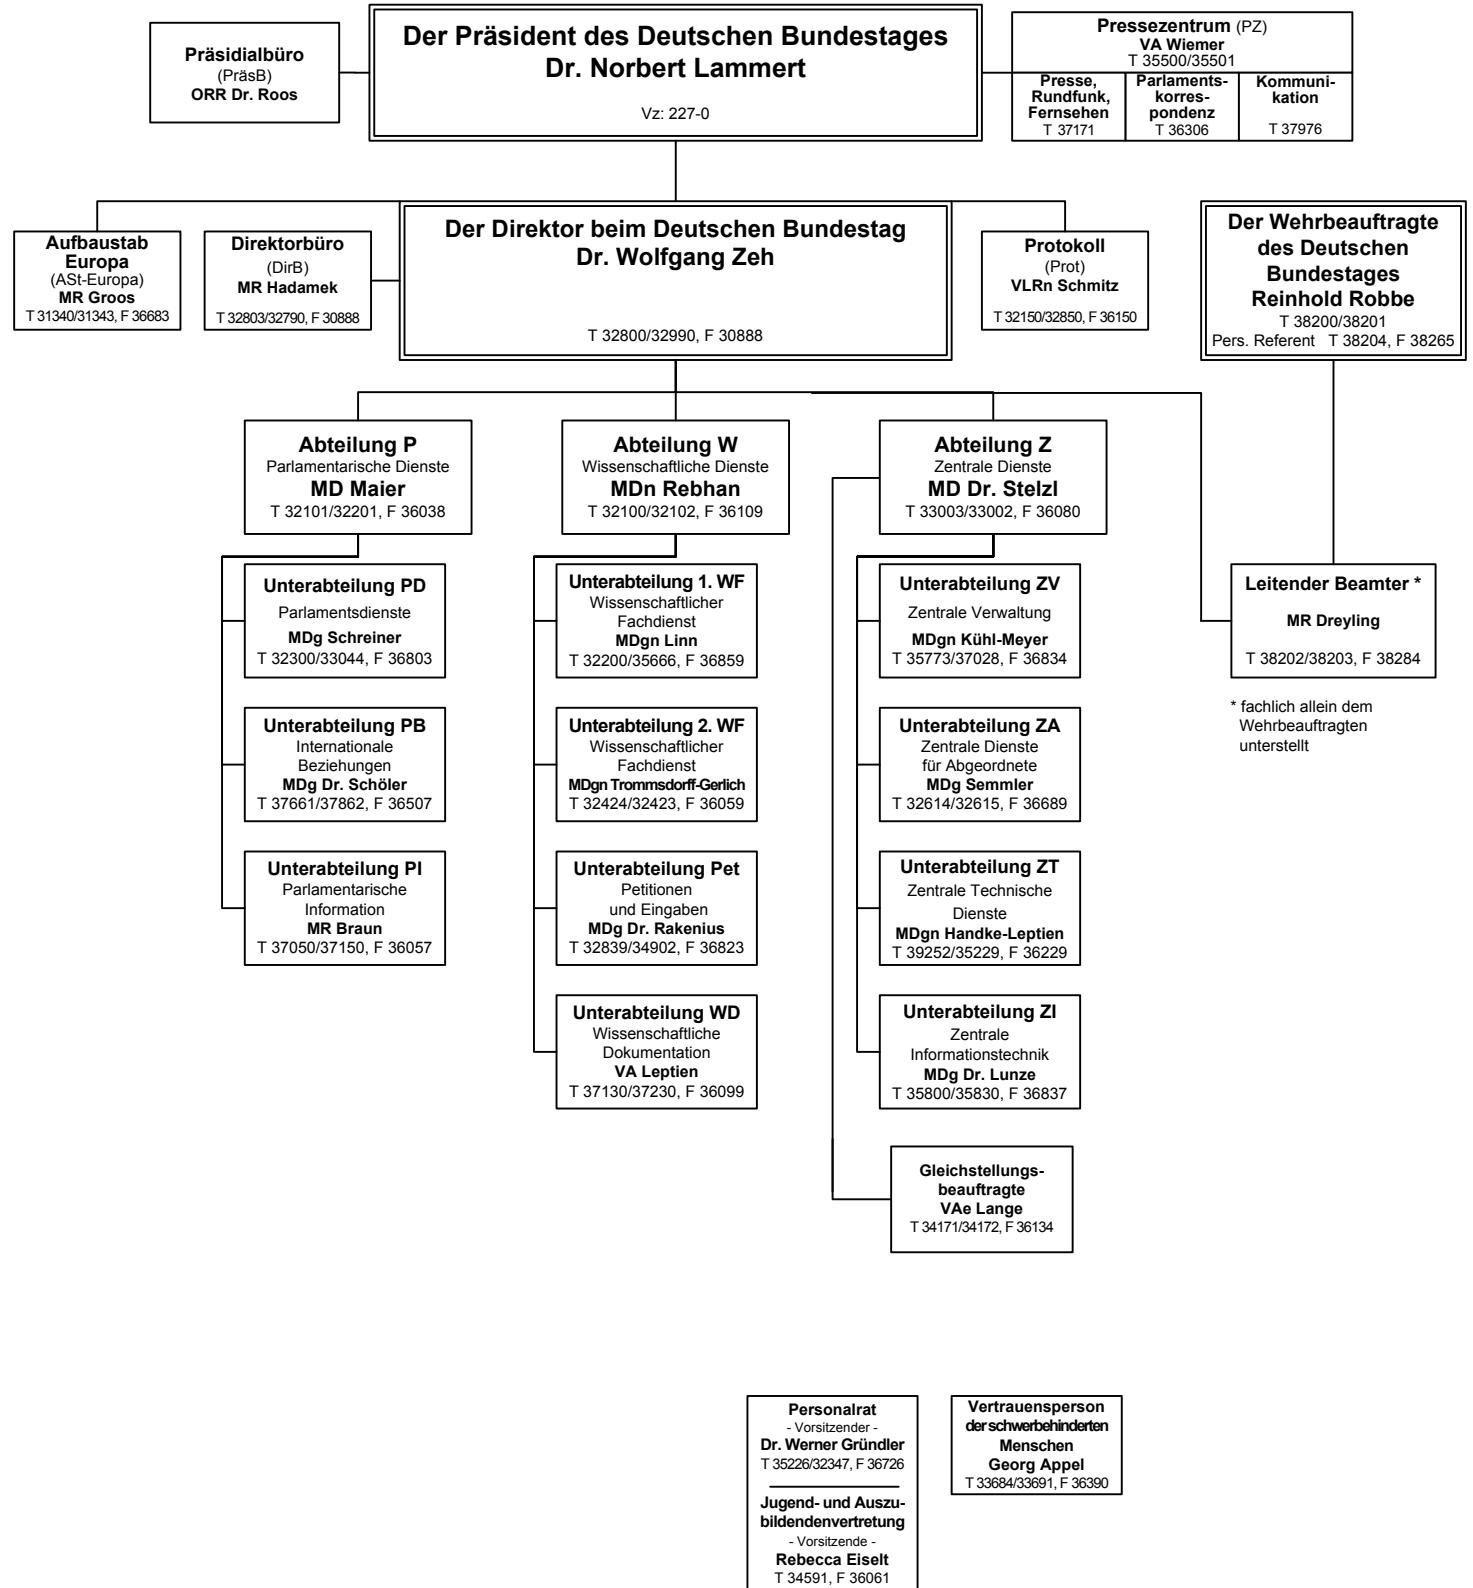 Präsidialbüro
(PräsB)
ORR Dr. Roos
Der Präsident des Deutschen Bundestages
Dr. Norbert Lammert
Vz: 227-0
Pressezentrum (PZ)
VA Wiemer
T 35500/35501
Presse,
Rundfunk,
Fernsehen
T 37171
Parlaments-
korres-
pondenz
T 36306
Kommuni-
kation
T 37976
Aufbaustab
Europa
(ASt-Europa)
MR Groos
T 31340/31343, F 36683
Direktorbüro
(DirB)
MR Hadamek
T 32803/32790, F 30888
Der Direktor beim Deutschen Bundestag
Dr. Wolfgang Zeh
T 32800/32990, F 30888
Protokoll
(Prot)
VLRn Schmitz
T 32150/32850, F 36150
Der Wehrbeauftragte
des Deutschen
Bundestages
Reinhold Robbe
T 38200/38201
Pers. Referent T 38204, F 38265
Abteilung P
Parlamentarische Dienste
MD Maier
T 32101/32201, F 36038
Abteilung W
Wissenschaftliche Dienste
MDn Rebhan
T 32100/32102, F 36109
Abteilung Z
Zentrale Dienste
MD Dr. Stelzl
T 33003/33002, F 36080
Unterabteilung PD
Parlamentsdienste
MDg Schreiner
T 32300/33044, F 36803
Unterabteilung 1. WF
Wissenschaftlicher
Fachdienst
MDgn Linn
T 32200/35666, F 36859
Unterabteilung ZV
Zentrale Verwaltung
MDgn Kühl-Meyer
T 35773/37028, F 36834
Leitender Beamter *
MR Dreyling
T 38202/38203, F 38284
* fachlich allein dem
Wehrbeauftragten
unterstellt
Unterabteilung PB
Internationale
Beziehungen
MDg Dr. Schöler
T 37661/37862, F 36507
Unterabteilung 2. WF
Wissenschaftlicher
Fachdienst
MDgn Trommsdorff-Gerlich
T 32424/32423, F 36059
Unterabteilung ZA
Zentrale Dienste
für Abgeordnete
MDg Semmler
T 32614/32615, F 36689
Unterabteilung PI
Parlamentarische
Information
MR Braun
T 37050/37150, F 36057
Unterabteilung Pet
Petitionen
und Eingaben
MDg Dr. Rakenius
T 32839/34902, F 36823
Unterabteilung ZT
Zentrale Technische
Dienste
MDgn Handke-Leptien
T 39252/35229, F 36229
Unterabteilung WD
Wissenschaftliche
Dokumentation
VA Leptien
T 37130/37230, F 36099
Unterabteilung ZI
Zentrale
Informationstechnik
MDg Dr. Lunze
T 35800/35830, F 36837
Gleichstellungs-
beauftragte
VAe Lange
T 34171/34172, F 36134
Personalrat
- Vorsitzender -
Dr. Werner Gründler
T 35226/32347, F 36726
Jugend- und Auszu-
bildendenvertretung
- Vorsitzende -
Rebecca Eiselt
T 34591, F 36061
Vertrauensperson
der schwerbehinderten
Menschen
Georg Appel
T 33684/33691, F 36390